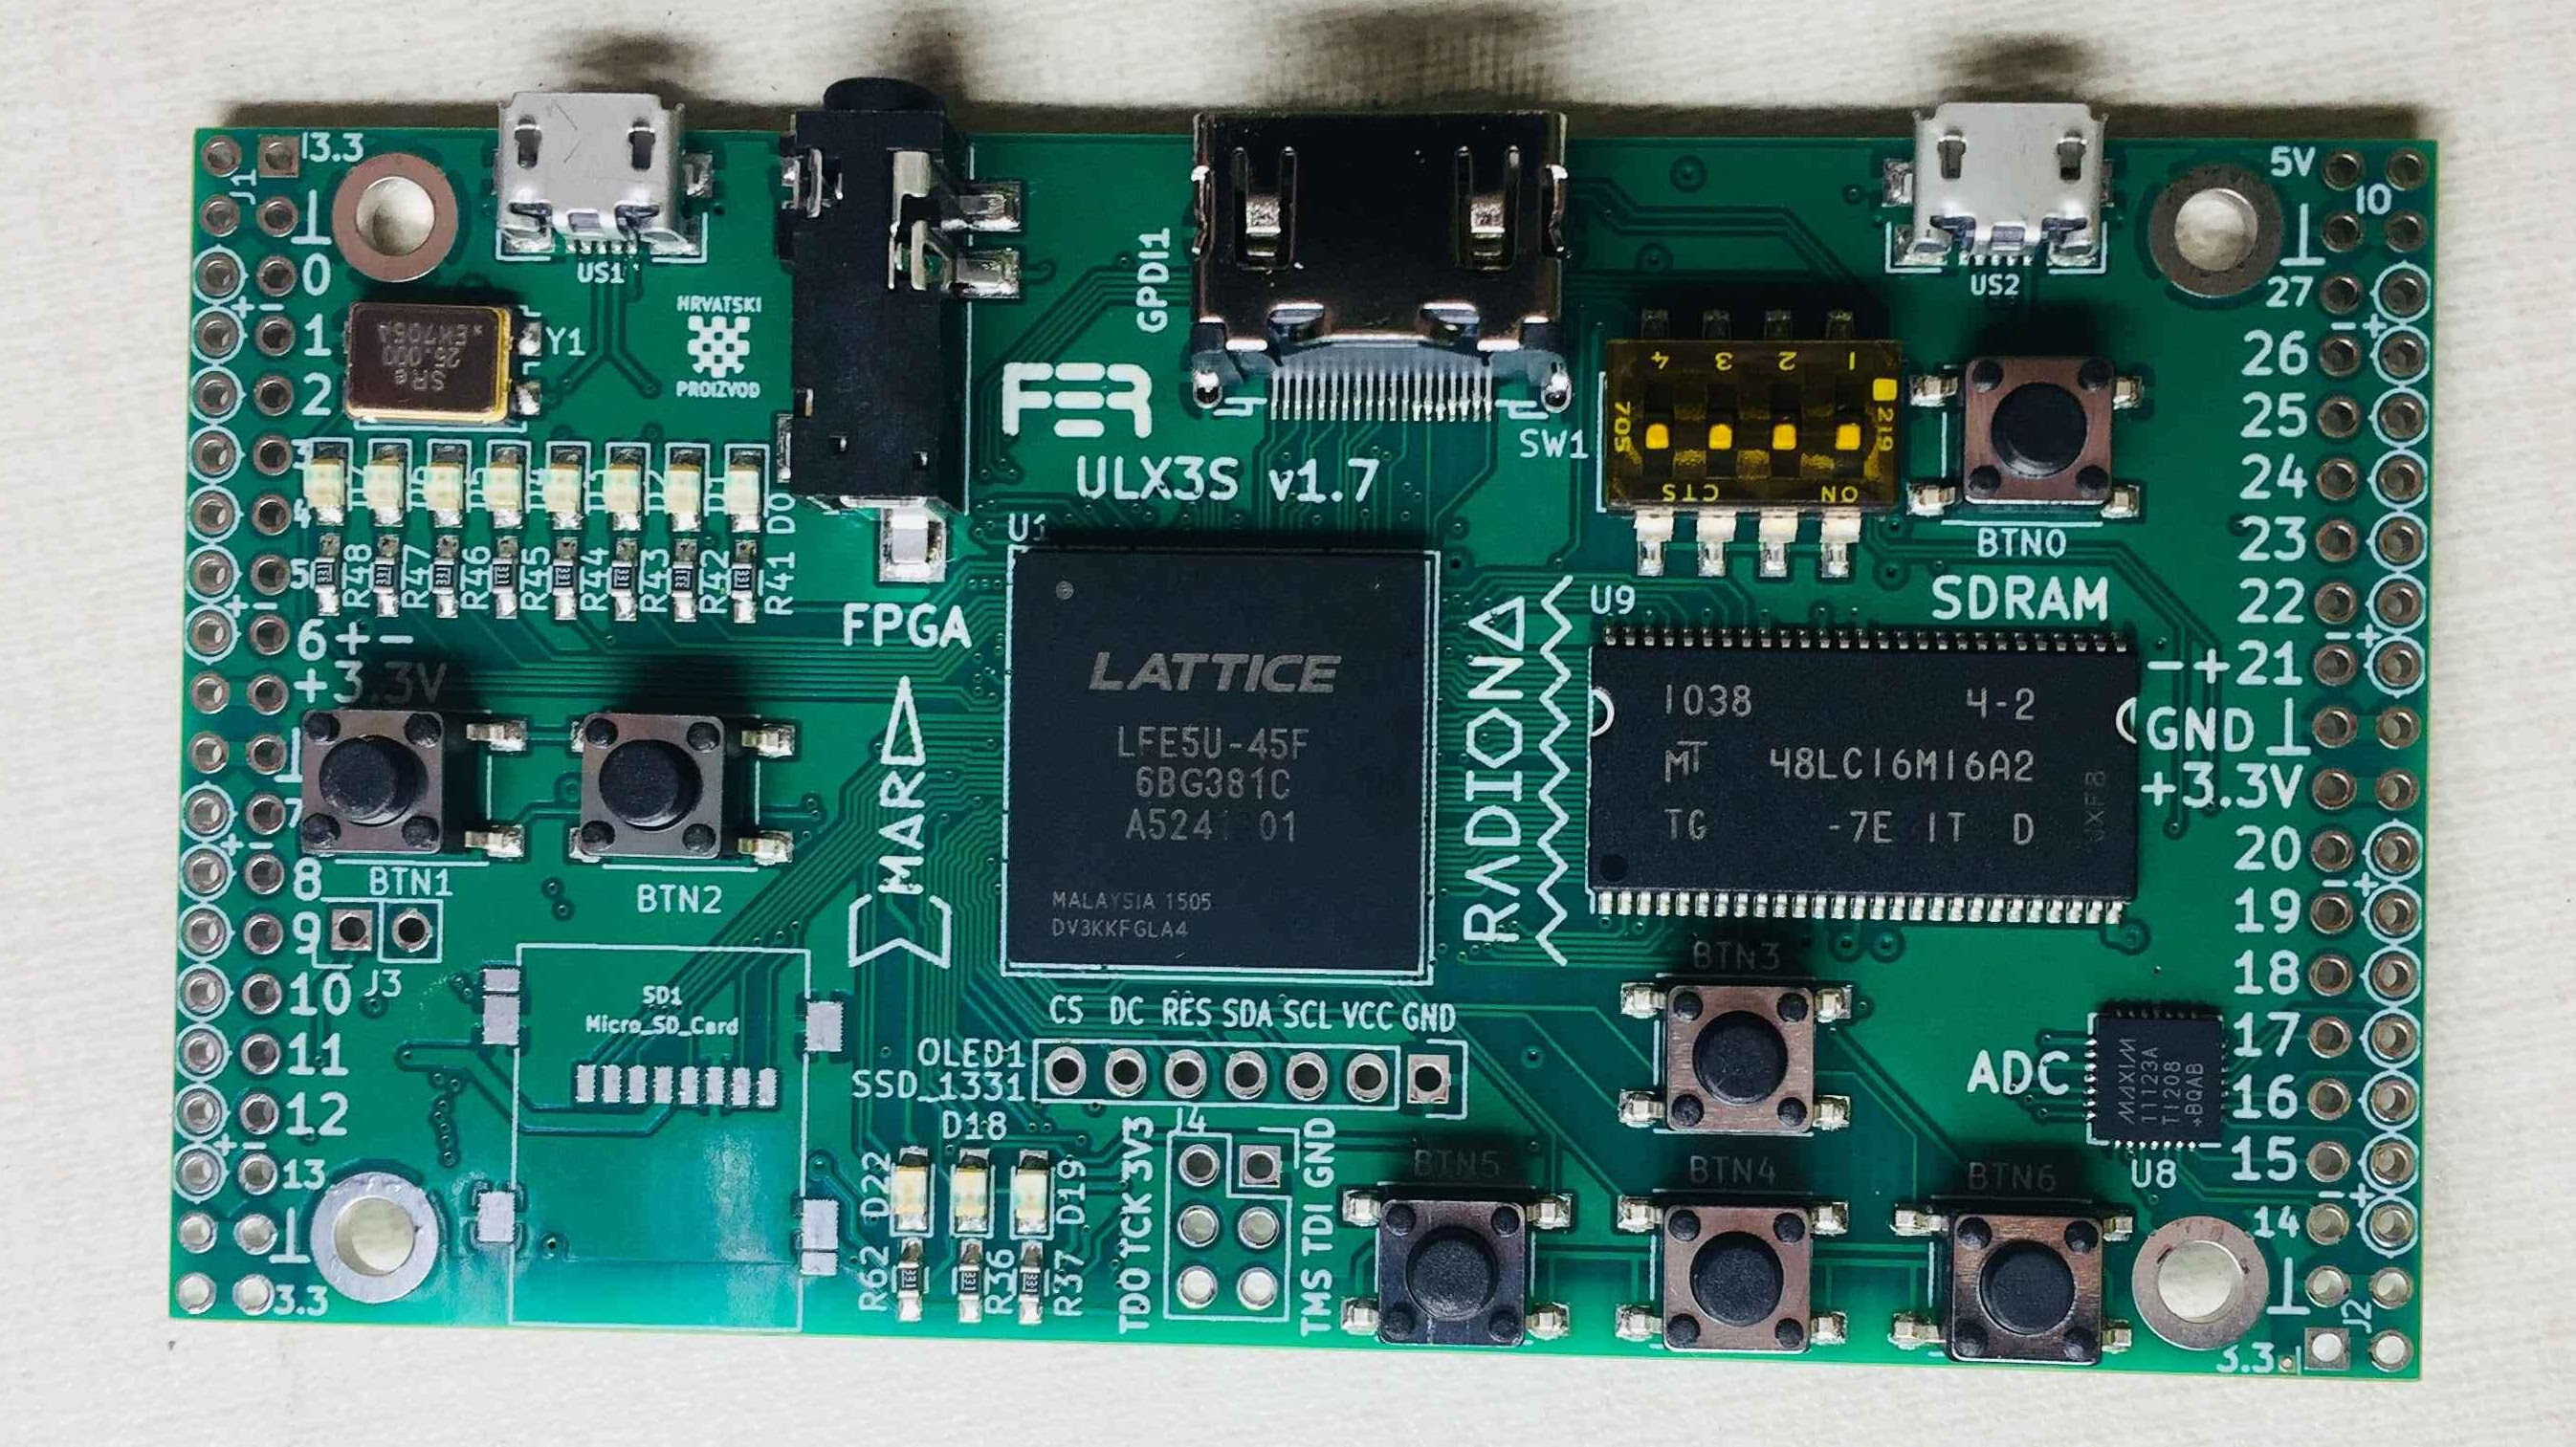 J1
3.3
0
1
2
3
4
5
6+-
+3.3V
7
8
9
10
11
12
13
3.3
US1
HRVATSKI
PROIZVOD
Y1
SRe
25.000
D0
R48
R47
R46
R45
R44
R43
R42
R41
GPDI1
FER
ULX3S v1.7
SW1
4 3 2 1
705
219
CTS
ON
US2
BTN0
5V
IO
27
26
25
24
23
22
-+21
GND
+3.3V
20
19
18
17
16
15
14
J2
3.3
FPGA
MARΔ
U1
LATTICE
LFE5U-45F
6BG381C
MALAYSIA 1505
DV3KKFGLA4
RADIONA
U9
SDRAM
1038 4-2
MT 48LC16M16A2
TG -7E IT D
BTN1
BTN2
J3
SD1
Micro_SD_Card
CS DC RES SDA SCL VCC GND
OLED1
SSD_1331
D22
D18
D19
R62
R36
R37
J4
TDO TCK 3V3
TMS TDI GND
BTN3
BTN5
BTN4
BTN6
ADC
MAXIM
11123A
TI208
+BQAB
U8